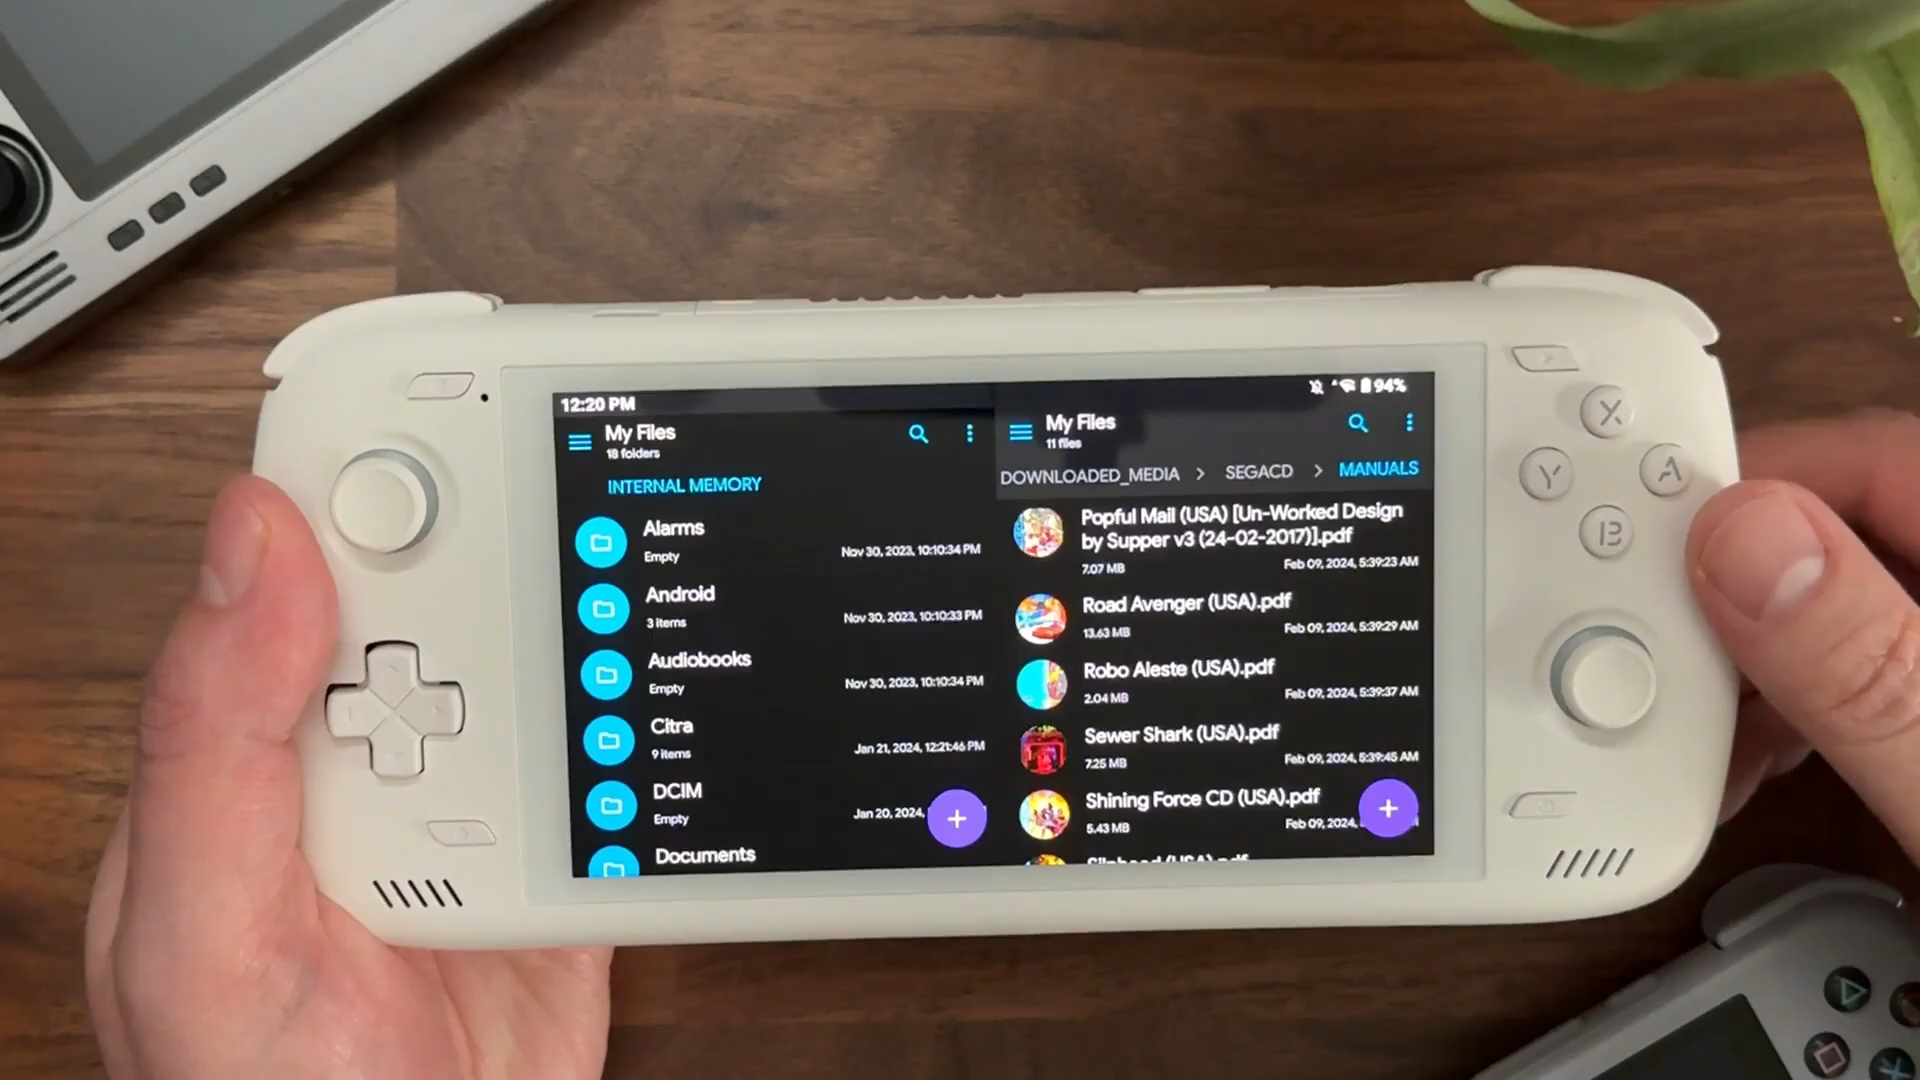 12:20 PM
94%
My Files
18 folders
INTERNAL MEMORY
Alarms
Empty
Nov 30, 2023, 10:10:34 PM
Android
3 items
Nov 30, 2023, 10:10:33 PM
Audiobooks
Empty
Nov 30, 2023, 10:10:34 PM
Citra
9 items
Jan 21, 2024, 12:21:46 PM
DCIM
Empty
Jan 20, 2024,
Documents
My Files
11 files
DOWNLOADED_MEDIA > SEGACD > MANUALS
Popful Mail (USA) [Un-Worked Design
by Supper v3 (24-02-2017)].pdf
7.07 MB
Feb 09, 2024, 5:39:23 AM
Road Avenger (USA).pdf
13.63 MB
Feb 09, 2024, 5:39:29 AM
Robo Aleste (USA).pdf
2.04 MB
Feb 09, 2024, 5:39:37 AM
Sewer Shark (USA).pdf
7.25 MB
Feb 09, 2024, 5:39:45 AM
Shining Force CD (USA).pdf
5.43 MB
Feb 09, 2024,
X
Y
A
B